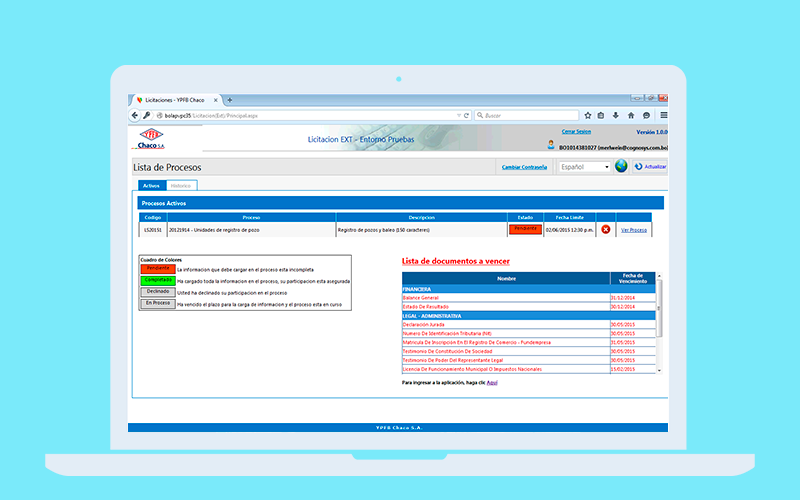 Licitaciones - YPFB Chaco
bolapvpc35/LicitacionExt/Principal.aspx
Buscar
YPFB
Chaco S.A.
Licitacion EXT - Entorno Pruebas
Cerrar Sesion
Versión 1.0.0
BO1014381027 (merlwein@cognosys.com.bo)
Lista de Procesos
Cambiar Contraseña
Español
Actualizar
Activos
Historico
Procesos Activos
Codigo Proceso Descripcion Estado Fecha Limite
LS20151 20121914 - Unidades de registro de pozo Registro de pozos y baleo (150 caracteres) Pendiente 02/06/2015 12:30 p.m. Ver Proceso
Cuadro de Colores
Pendiente La informacion que debe cargar en el proceso esta incompleta
Completado Ha cargado toda la informacion en el proceso, su participacion esta asegurada
Declinado Usted ha declinado su participacion en el proceso
En Proceso Ha vencido el plazo para la carga de información y el proceso esta en curso
Lista de documentos a vencer
Nombre Fecha de Vencimiento
FINANCIERA
Balance General 31/12/2014
Estado De Resultado 30/12/2014
LEGAL - ADMINISTRATIVA
Declaración Jurada 30/05/2015
Numero De Identificación Tributaria (Nit) 30/05/2015
Matricula De Inscripción En El Registro De Comercio - Fundempresa 31/05/2015
Testimonio De Constitución De Sociedad 30/05/2015
Testimonio De Poder Del Representante Legal 30/05/2015
Licencia De Funcionamiento Municipal O Impuestos Nacionales 15/02/2015
Para ingresar a la aplicación, haga clic Aquí
YPFB Chaco S.A.